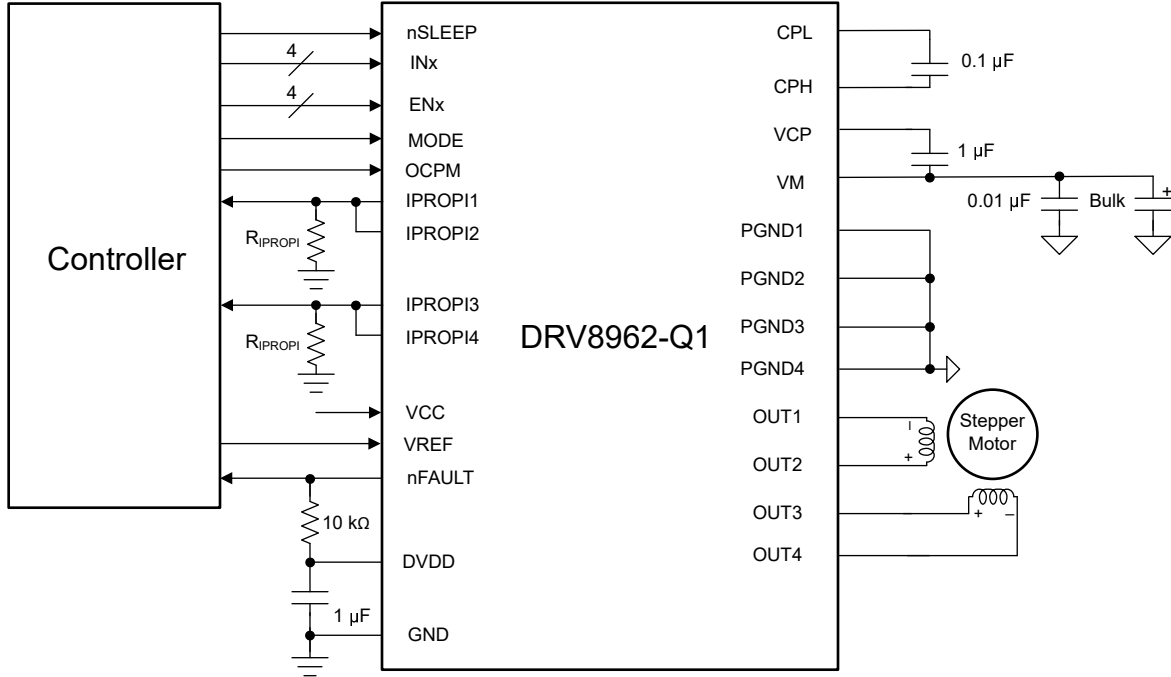 nSLEEP
4
INx
4
ENx
MODE
OCPM
IPROPI1
IPROPI2
RIPROPI
IPROPI3
IPROPI4
RIPROPI
VCC
VREF
nFAULT
10 kΩ
DVDD
1 µF
GND
Controller
DRV8962-Q1
CPL
0.1 µF
CPH
VCP
1 µF
VM
0.01 µF
Bulk
+
PGND1
PGND2
PGND3
PGND4
OUT1
–
+
OUT2
Stepper
Motor
OUT3
+ –
OUT4